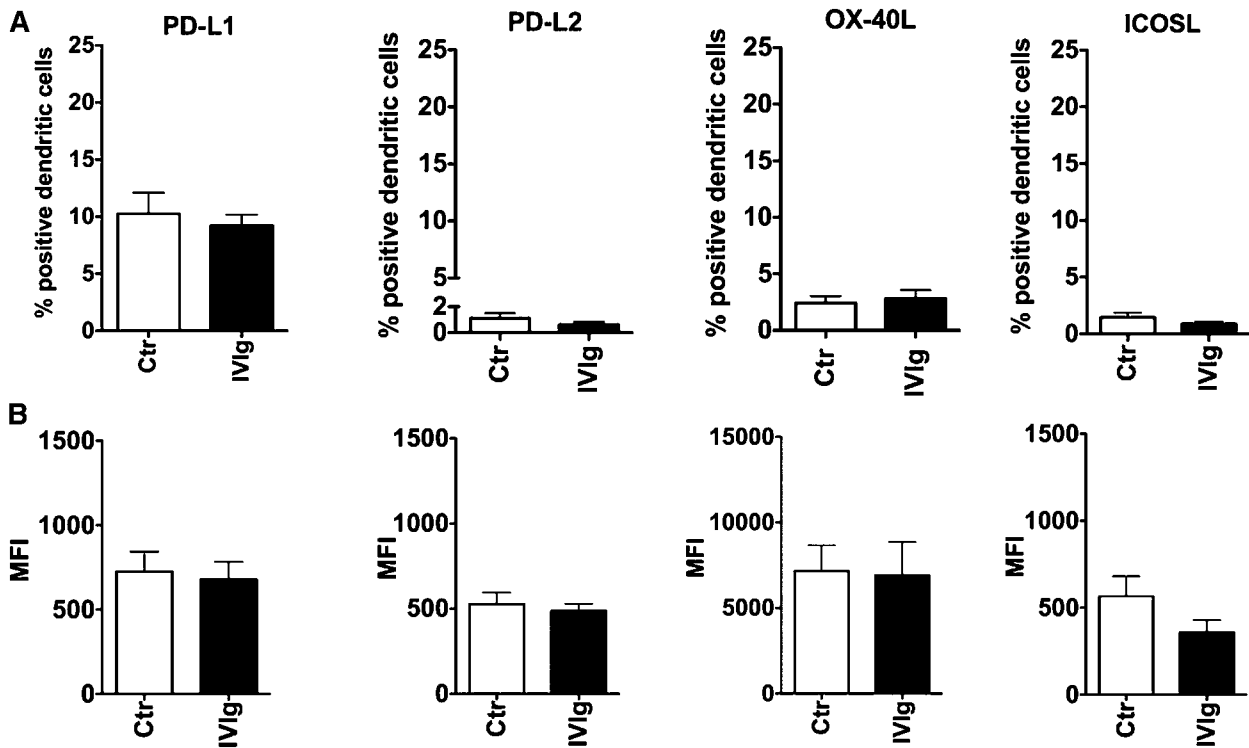 A
PD-L1
PD-L2
OX-40L
ICOSL
% positive dendritic cells
25
20
15
10
5
0
Ctr
IVIg
% positive dendritic cells
25
20
15
10
5
2
0
Ctr
IVIg
% positive dendritic cells
25
20
15
10
5
0
Ctr
IVIg
% positive dendritic cells
25
20
15
10
5
0
Ctr
IVIg
B
MFI
1500
1000
500
0
Ctr
IVIg
MFI
1500
1000
500
0
Ctr
IVIg
MFI
15000
10000
5000
0
Ctr
IVIg
MFI
1500
1000
500
0
Ctr
IVIg